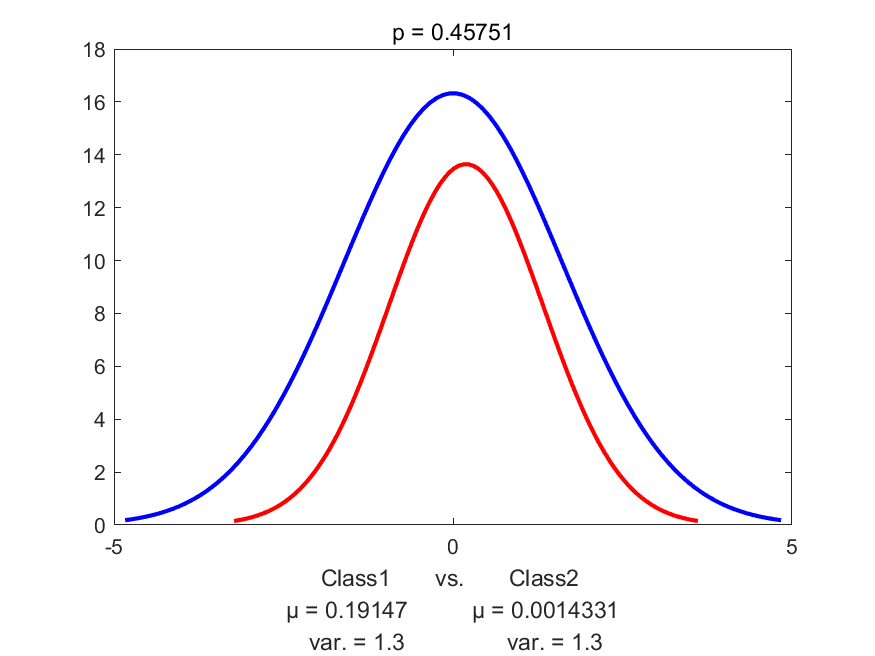 p = 0.45751
18
16
14
12
10
8
6
4
2
0
-5 0 5
Class1 vs. Class2
μ = 0.19147 μ = 0.0014331
var. = 1.3 var. = 1.3